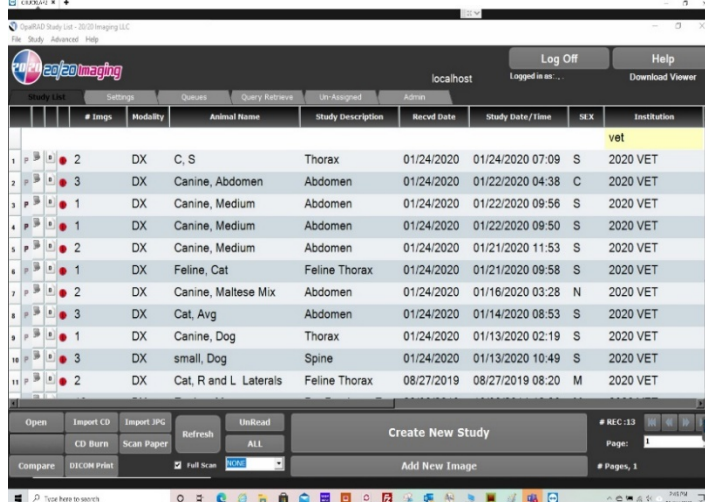 OpalRAD Study List - 20/20 Imaging LLC
File Study Advanced Help
20/20 20/20 Imaging
localhost
Log Off
Logged in as: . .
Help
Download Viewer
Study List Settings Queues Query Retrieve Un-Assigned Admin
# Imgs Modality Animal Name Study Description Recvd Date Study Date/Time SEX Institution
vet
1 P R 2 DX C, S Thorax 01/24/2020 01/24/2020 07:09 S 2020 VET
2 P R 3 DX Canine, Abdomen Abdomen 01/24/2020 01/22/2020 04:38 C 2020 VET
3 P R 1 DX Canine, Medium Abdomen 01/24/2020 01/22/2020 09:56 S 2020 VET
4 P R 1 DX Canine, Medium Abdomen 01/24/2020 01/22/2020 09:50 S 2020 VET
5 P R 2 DX Canine, Medium Abdomen 01/24/2020 01/21/2020 11:53 S 2020 VET
6 P R 1 DX Feline, Cat Feline Thorax 01/24/2020 01/21/2020 09:58 S 2020 VET
7 P R 2 DX Canine, Maltese Mix Abdomen 01/24/2020 01/16/2020 03:28 N 2020 VET
8 P R 3 DX Cat, Avg Abdomen 01/24/2020 01/14/2020 08:53 S 2020 VET
9 P R 1 DX Canine, Dog Thorax 01/24/2020 01/13/2020 02:19 S 2020 VET
10 P R 3 DX small, Dog Spine 01/24/2020 01/13/2020 10:49 S 2020 VET
11 P R 2 DX Cat, R and L Laterals Feline Thorax 08/27/2019 08/27/2019 08:20 M 2020 VET
Open Import CD Import JPG Refresh UnRead Create New Study # REC :13
CD Burn Scan Paper ALL Page: 1
Compare DICOM Print Full Scan NONE Add New Image # Pages, 1
Type here to search